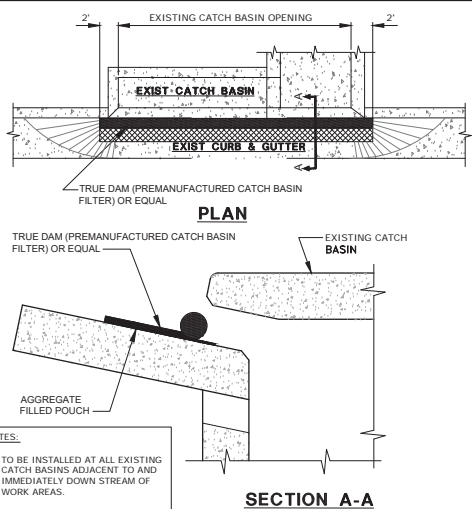 2'
EXISTING CATCH BASIN OPENING
2'
EXIST CATCH BASIN
A
A
EXIST CURB & GUTTER
TRUE DAM (PREMANUFACTURED CATCH BASIN
FILTER) OR EQUAL
PLAN
TRUE DAM (PREMANUFACTURED CATCH BASIN
FILTER) OR EQUAL
EXISTING CATCH
BASIN
AGGREGATE
FILLED POUCH
TES:
TO BE INSTALLED AT ALL EXISTING
CATCH BASINS ADJACENT TO AND
IMMEDIATELY DOWN STREAM OF
WORK AREAS.
SECTION A-A